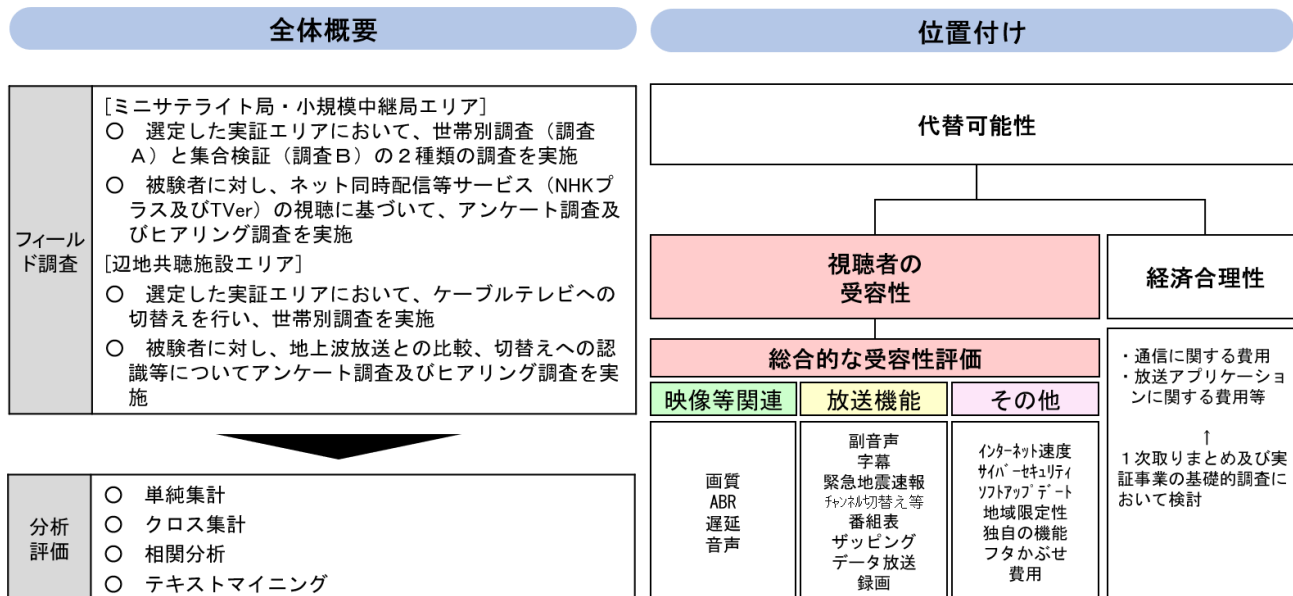 全体概要
フィールド調査
[ミニサテライト局・小規模中継局エリア]
○ 選定した実証エリアにおいて、世帯別調査（調査
A）と集合検証（調査B）の２種類の調査を実施
○ 被験者に対し、ネット同時配信等サービス（NHKプ
ラス及びTVer）の視聴に基づいて、アンケート調査及
びヒアリング調査を実施
[辺地共聴施設エリア]
○ 選定した実証エリアにおいて、ケーブルテレビへの
切替えを行い、世帯別調査を実施
○ 被験者に対し、地上波放送との比較、切替えへの認
識等についてアンケート調査及びヒアリング調査を実
施
分析
評価
○ 単純集計
○ クロス集計
○ 相関分析
○ テキストマイニング
位置付け
代替可能性
視聴者の
受容性
経済合理性
総合的な受容性評価
映像等関連
画質
ABR
遅延
音声
放送機能
副音声
字幕
緊急地震速報
ﾁｬﾝﾈﾙ切替え等
番組表
ザッピング
データ放送
録画
その他
ｲﾝﾀｰﾈｯﾄ速度
ｻｲﾊﾞｰｾｷｭﾘﾃｨ
ｿﾌﾄｱｯﾌﾟﾃﾞｰﾄ
地域限定性
独自の機能
フタかぶせ
費用
・通信に関する費用
・放送アプリケーショ
ンに関する費用等
↑
１次取りまとめ及び実
証事業の基礎的調査に
おいて検討